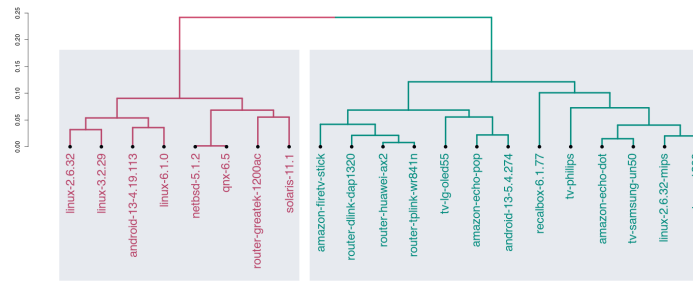 0.25
0.20
0.15
0.10
0.05
0.00
linux-2.6.32
linux-3.2.29
android-13-4.19.113
linux-6.1.0
netbsd-5.1.2
qnx-6.5
router-greatek-1200ac
solaris-11.1
amazon-firetv-stick
router-dlink-dap1320
router-huawei-ax2
router-tplink-wr841n
tv-lg-oled55
amazon-echo-pop
android-13-5.4.274
recalbox-6.1.77
tv-philips
amazon-echo-dot
tv-samsung-un50
linux-2.6.32-mips